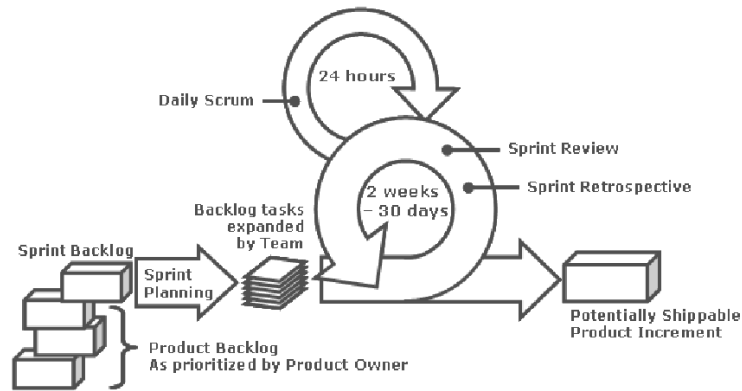 24 hours
Daily Scrum
Sprint Review
2 weeks
– 30 days
Sprint Retrospective
Backlog tasks
expanded
by Team
Sprint Backlog
Sprint
Planning
Potentially Shippable
Product Increment
Product Backlog
As prioritized by Product Owner